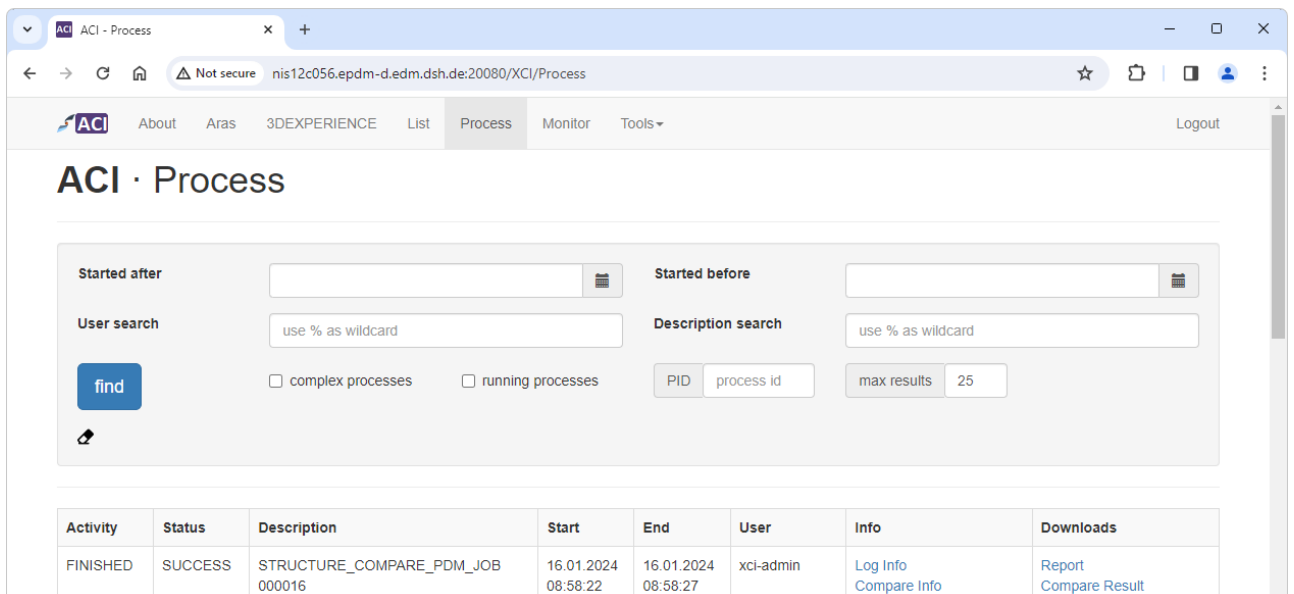 ACI ACI - Process
Not secure nis12c056.epdm-d.edm.dsh.de:20080/XCI/Process
ACI About Aras 3DEXPERIENCE List Process Monitor Tools Logout
ACI · Process
Started after Started before
User search use % as wildcard Description search use % as wildcard
find complex processes running processes PID process id max results 25
Activity Status Description Start End User Info Downloads
FINISHED SUCCESS STRUCTURE_COMPARE_PDM_JOB 16.01.2024 16.01.2024 xci-admin Log Info Report
000016 08:58:22 08:58:27 Compare Info Compare Result